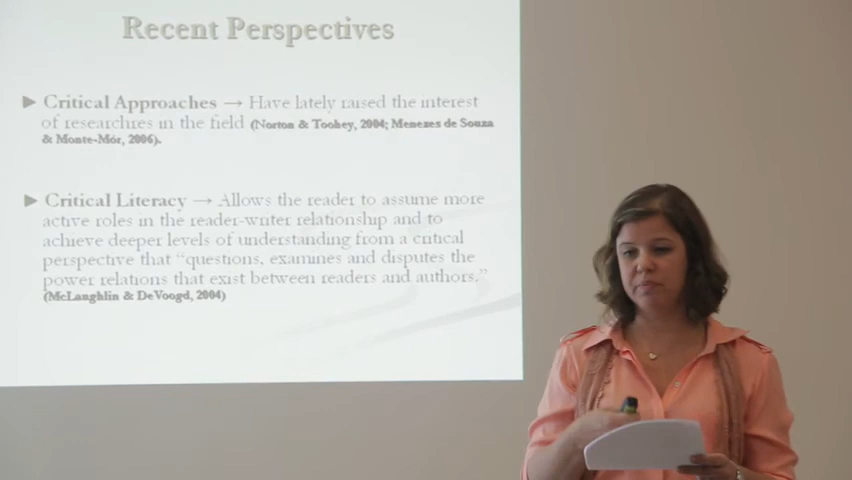 Recent Perspectives
► Critical Approaches → Have lately raised the interest
of researchres in the field (Norton & Toohey, 2004; Menezes de Souza
& Monte-Mór, 2006).
► Critical Literacy → Allows the reader to assume more
active roles in the reader-writer relationship and to
achieve deeper levels of understanding from a critical
perspective that “questions, examines and disputes the
power relations that exist between readers and authors.”
(McLaughlin & DeVoogd, 2004)